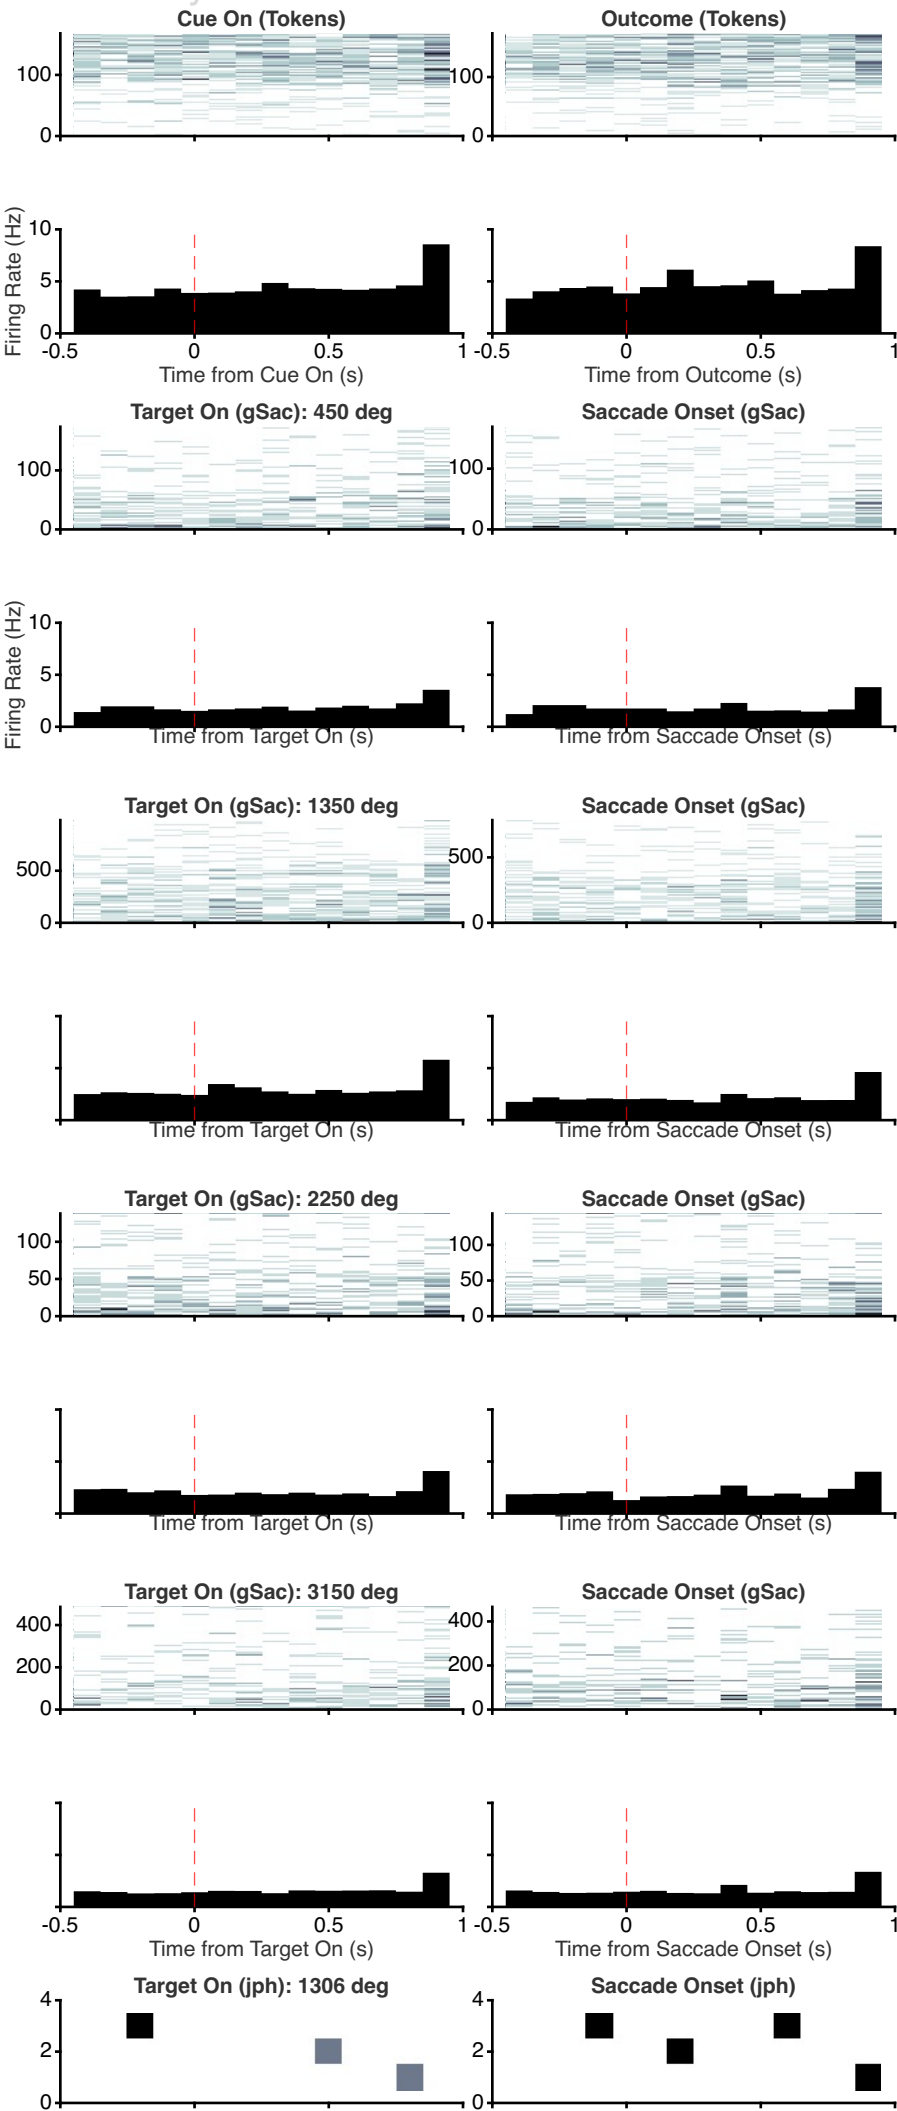 Cue On (Tokens) Outcome (Tokens)
100 100
0 0
Firing Rate (Hz)
10
5
0
-0.5 0 0.5 1 -0.5 0 0.5 1
Time from Cue On (s) Time from Outcome (s)
Target On (gSac): 450 deg Saccade Onset (gSac)
100 100
0 0
Firing Rate (Hz)
10
5
0
Time from Target On (s) Time from Saccade Onset (s)
Target On (gSac): 1350 deg Saccade Onset (gSac)
500 500
0 0
Time from Target On (s) Time from Saccade Onset (s)
Target On (gSac): 2250 deg Saccade Onset (gSac)
100 100
50 50
0 0
Time from Target On (s) Time from Saccade Onset (s)
Target On (gSac): 3150 deg Saccade Onset (gSac)
400 400
200 200
0 0
-0.5 0 0.5 1 -0.5 0 0.5 1
Time from Target On (s) Time from Saccade Onset (s)
Target On (jph): 1306 deg Saccade Onset (jph)
4 4
2 2
0 0